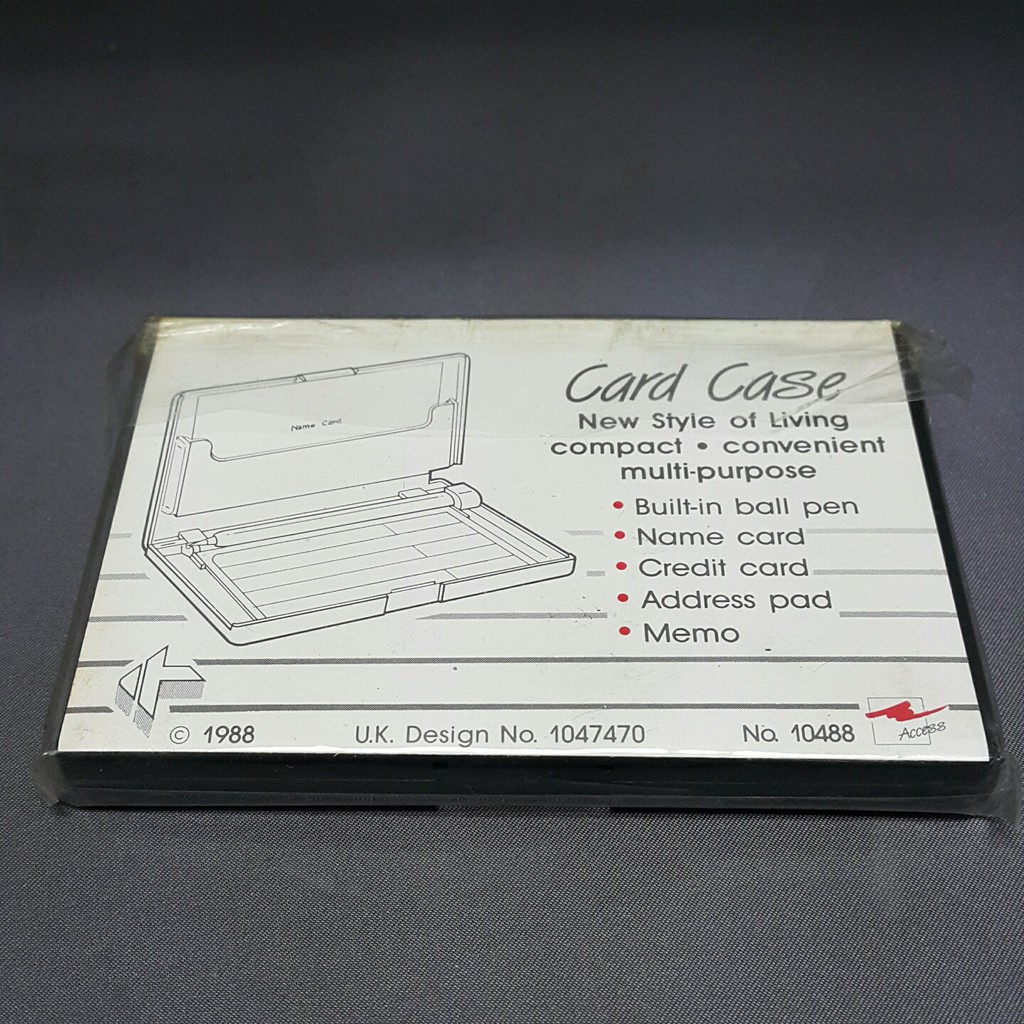 Card Case
New Style of Living
compact • convenient
multi-purpose
• Built-in ball pen
• Name card
• Credit card
• Address pad
• Memo
Name Card
© 1988
U.K. Design No. 1047470
No. 10488
Access